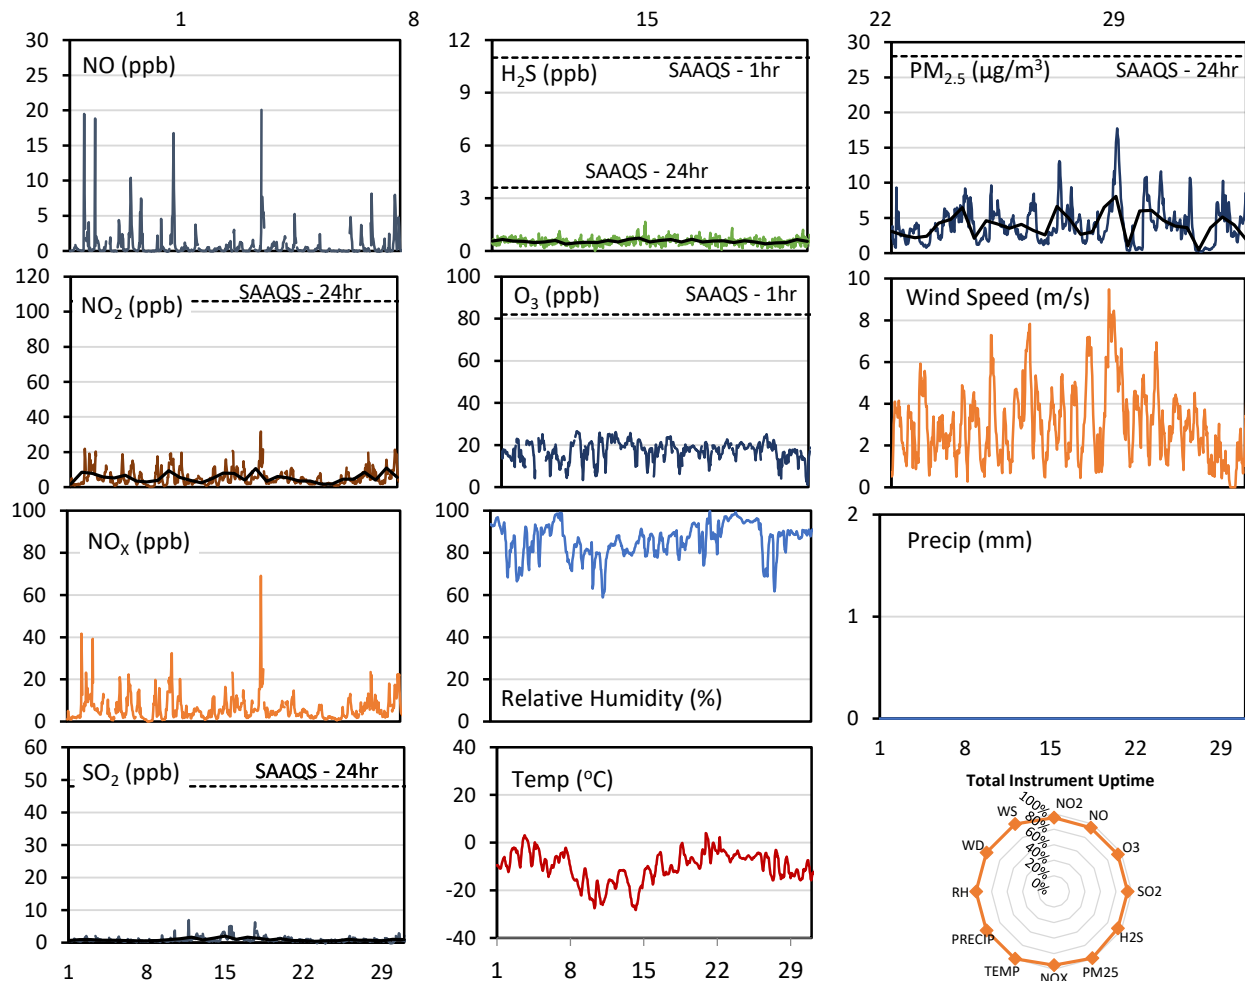 1 8 15 22 29
30
25
20
15
10
5
0
NO (ppb)
12
9
6
3
0
H2S (ppb)
SAAQS - 1hr
SAAQS - 24hr
30
25
20
15
10
5
0
PM2.5 (µg/m3)
SAAQS - 24hr
120
100
80
60
40
20
0
NO2 (ppb)
SAAQS - 24hr
100
80
60
40
20
0
O3 (ppb)
SAAQS - 1hr
10
8
6
4
2
0
Wind Speed (m/s)
100
80
60
40
20
0
NOX (ppb)
100
80
60
40
20
0
Relative Humidity (%)
2
1
0
Precip (mm)
1 8 15 22 29
60
50
40
30
20
10
0
SO2 (ppb)
SAAQS - 24hr
1 8 15 22 29
40
20
0
-20
-40
Temp (oC)
1 8 15 22 29
Total Instrument Uptime
100%
80%
60%
40%
20%
0%
NO2
NO
O3
SO2
H2S
PM25
NOX
TEMP
PRECIP
RH
WD
WS